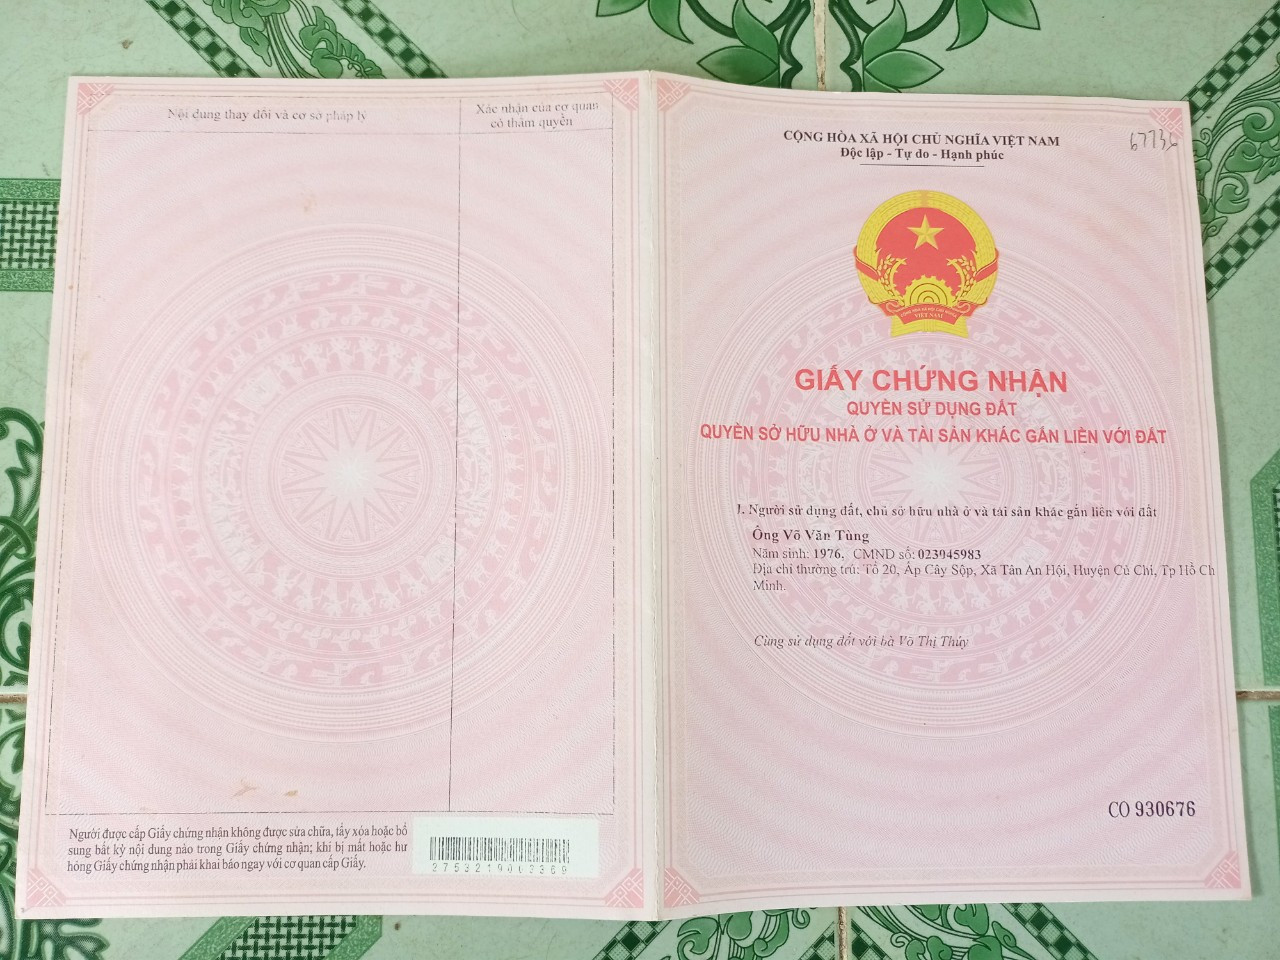 Nội dung thay đổi và cơ sở pháp lý
Xác nhận của cơ quan
có thẩm quyền
Người được cấp Giấy chứng nhận không được sửa chữa, tẩy xóa hoặc bổ
sung bất kỳ nội dung nào trong Giấy chứng nhận; khi bị mất hoặc hư
hỏng Giấy chứng nhận phải khai báo ngay với cơ quan cấp Giấy.
CỘNG HÒA XÃ HỘI CHỦ NGHĨA VIỆT NAM
Độc lập - Tự do - Hạnh phúc
67736
VIỆT NAM
GIẤY CHỨNG NHẬN
QUYỀN SỬ DỤNG ĐẤT
QUYỀN SỞ HỮU NHÀ Ở VÀ TÀI SẢN KHÁC GẮN LIỀN VỚI ĐẤT
I. Người sử dụng đất, chủ sở hữu nhà ở và tài sản khác gắn liền với đất
Ông Võ Văn Tùng
Năm sinh: 1976, CMND số: 023945983
Địa chỉ thường trú: Tổ 20, Ấp Cây Sộp, Xã Tân An Hội, Huyện Củ Chi, Tp Hồ Ch
Minh.
Cùng sử dụng đất với bà Võ Thị Thúy
CO 930676